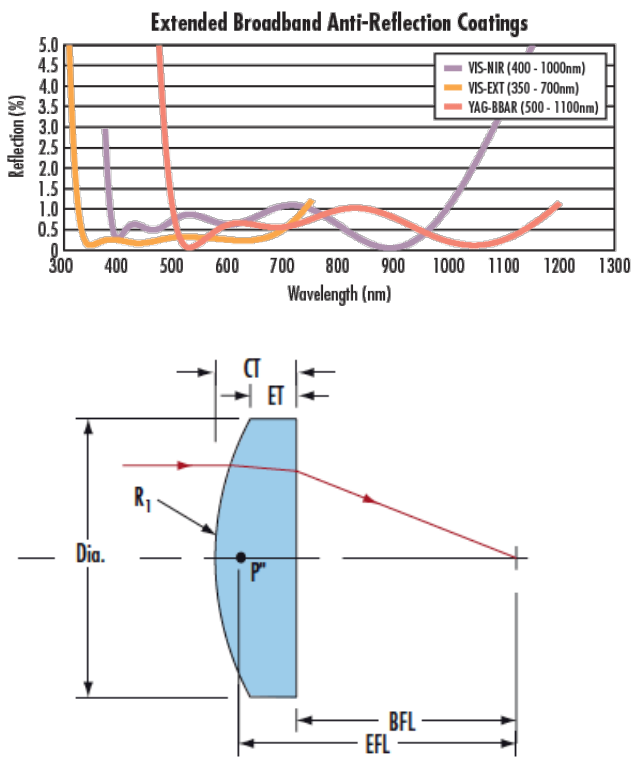 Extended Broadband Anti-Reflection Coatings
5.0
4.5
4.0
3.5
3.0
2.5
2.0
1.5
1.0
0.5
0
Reflection (%)
VIS-NIR (400 - 1000nm)
VIS-EXT (350 - 700nm)
YAG-BBAR (500 - 1100nm)
300 400 500 600 700 800 900 1000 1100 1200 1300
Wavelength (nm)
CT
ET
R1
Dia.
P"
BFL
EFL